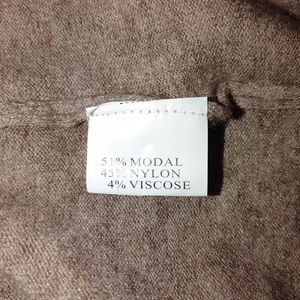 51% MODAL
45% NYLON
4% VISCOSE